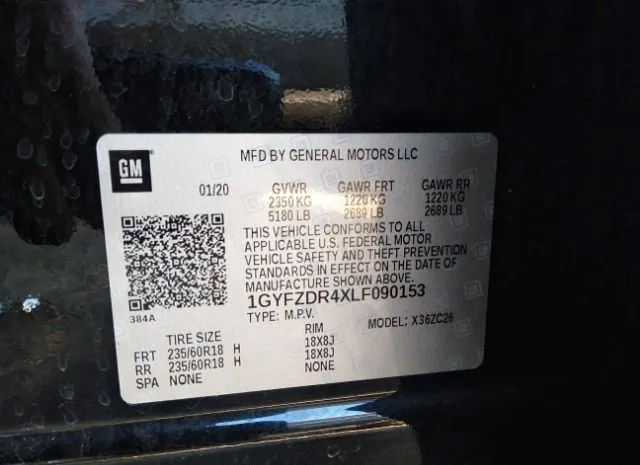 GM
MFD BY GENERAL MOTORS LLC
01/20 GVWR GAWR FRT GAWR RR
2350 KG 1220 KG 1220 KG
5180 LB 2689 LB 2689 LB
THIS VEHICLE CONFORMS TO ALL
APPLICABLE U.S. FEDERAL MOTOR
VEHICLE SAFETY AND THEFT PREVENTION
STANDARDS IN EFFECT ON THE DATE OF
MANUFACTURE SHOWN ABOVE.
1GYFZDR4XLF090153
384A
TYPE: M.P.V. MODEL: X36ZC26
TIRE SIZE RIM
FRT 235/60R18 H 18X8J
RR 235/60R18 H 18X8J
SPA NONE NONE